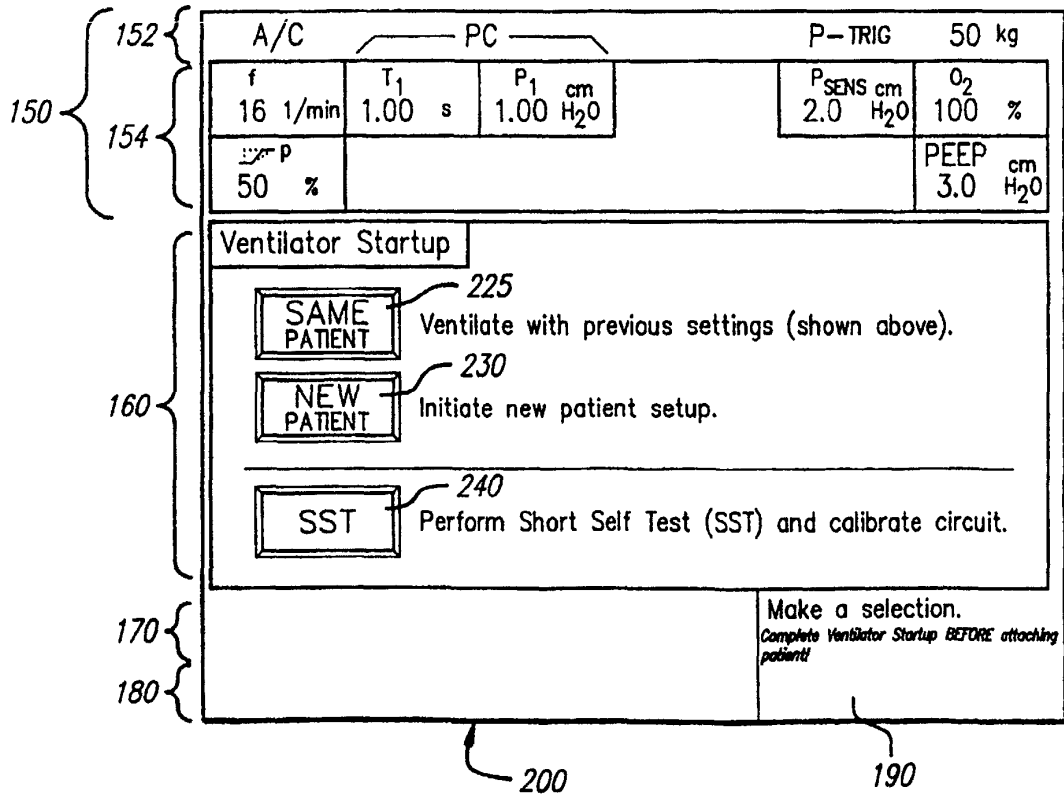 152 A/C PC P-TRIG 50 kg
150
154
f T1 P1 cm PSENS cm O2
16 1/min 1.00 s 1.00 H2O 2.0 H2O 100 %
P PEEP cm
50 % 3.0 H2O
Ventilator Startup
225
SAME PATIENT Ventilate with previous settings (shown above).
230
160 NEW PATIENT Initiate new patient setup.
240
SST Perform Short Self Test (SST) and calibrate circuit.
170 Make a selection.
Complete Ventilator Startup BEFORE attaching
patient!
180
200 190